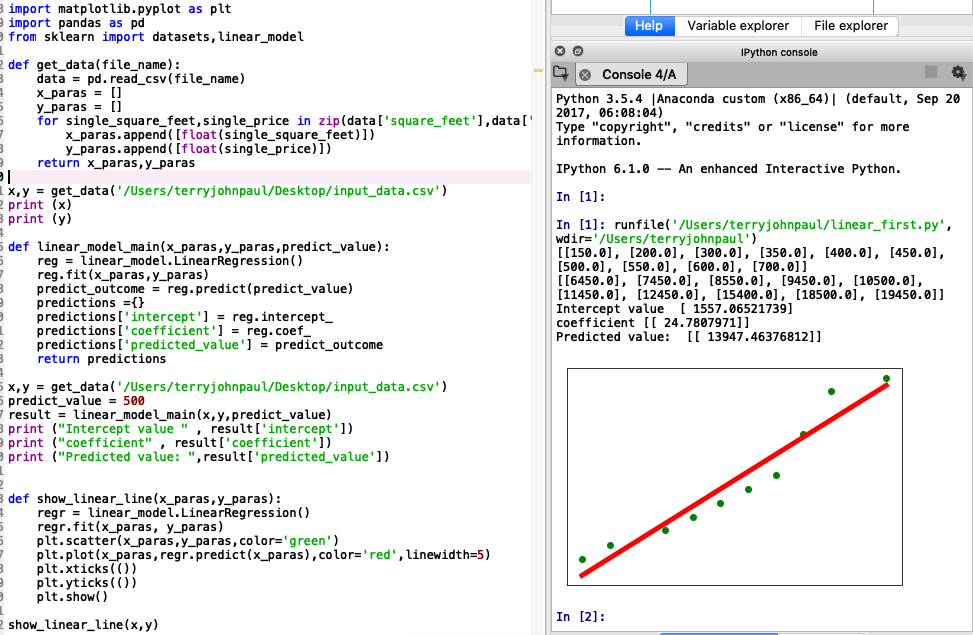 import matplotlib.pyplot as plt
import pandas as pd
from sklearn import datasets,linear_model
def get_data(file_name):
    data = pd.read_csv(file_name)
    x_paras = []
    y_paras = []
    for single_square_feet,single_price in zip(data['square_feet'],data['
        x_paras.append([float(single_square_feet)])
        y_paras.append([float(single_price)])
    return x_paras,y_paras
x,y = get_data('/Users/terryjohnpaul/Desktop/input_data.csv')
print (x)
print (y)
def linear_model_main(x_paras,y_paras,predict_value):
    reg = linear_model.LinearRegression()
    reg.fit(x_paras,y_paras)
    predict_outcome = reg.predict(predict_value)
    predictions ={}
    predictions['intercept'] = reg.intercept_
    predictions['coefficient'] = reg.coef_
    predictions['predicted_value'] = predict_outcome
    return predictions
x,y = get_data('/Users/terryjohnpaul/Desktop/input_data.csv')
predict_value = 500
result = linear_model_main(x,y,predict_value)
print ("Intercept value " , result['intercept'])
print ("coefficient" , result['coefficient'])
print ("Predicted value: ",result['predicted_value'])
def show_linear_line(x_paras,y_paras):
    regr = linear_model.LinearRegression()
    regr.fit(x_paras, y_paras)
    plt.scatter(x_paras,y_paras,color='green')
    plt.plot(x_paras,regr.predict(x_paras),color='red',linewidth=5)
    plt.xticks(())
    plt.yticks(())
    plt.show()
show_linear_line(x,y)
Help Variable explorer File explorer
IPython console
Console 4/A
Python 3.5.4 |Anaconda custom (x86_64)| (default, Sep 20
2017, 06:08:04)
Type "copyright", "credits" or "license" for more
information.
IPython 6.1.0 -- An enhanced Interactive Python.
In [1]:
In [1]: runfile('/Users/terryjohnpaul/linear_first.py',
wdir='/Users/terryjohnpaul')
[[150.0], [200.0], [300.0], [350.0], [400.0], [450.0],
[500.0], [550.0], [600.0], [700.0]]
[[6450.0], [7450.0], [8550.0], [9450.0], [10500.0],
[11450.0], [12450.0], [15400.0], [18500.0], [19450.0]]
Intercept value  [ 1557.06521739]
coefficient [[ 24.7807971]]
Predicted value:  [[ 13947.46376812]]
In [2]: